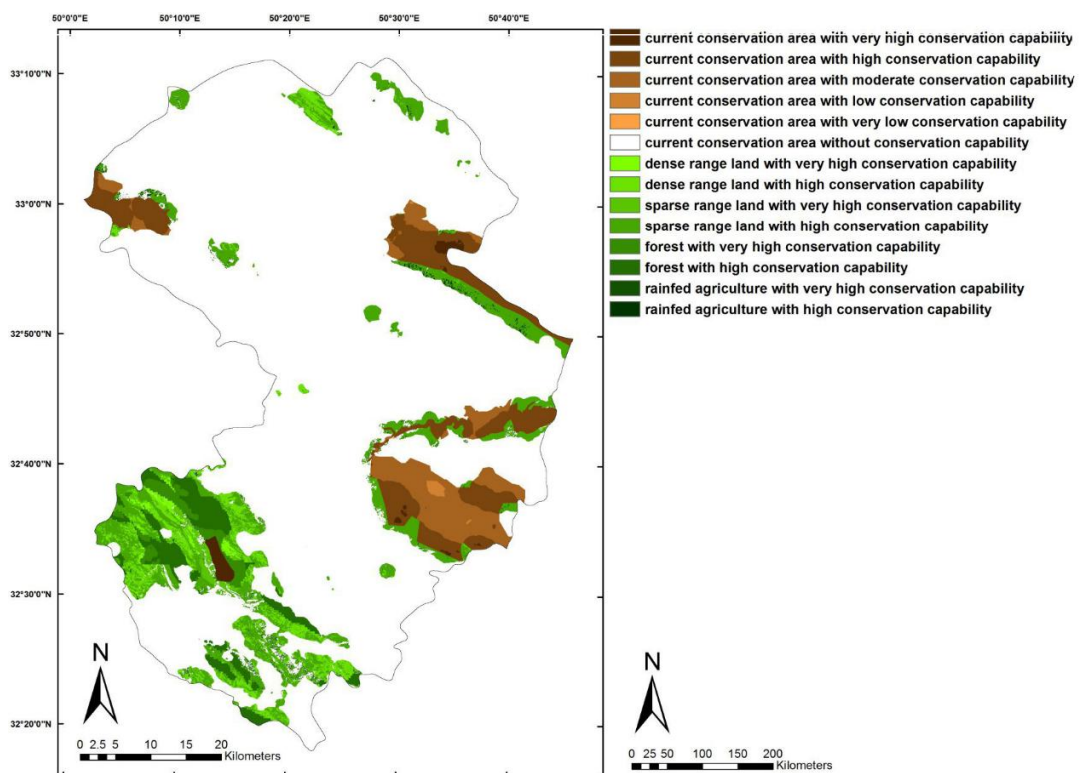 50°0'0"E 50°10'0"E 50°20'0"E 50°30'0"E 50°40'0"E
33°10'0"N
33°0'0"N
32°50'0"N
32°40'0"N
32°30'0"N
32°20'0"N
N
0 2.5 5 10 15 20
Kilometers
current conservation area with very high conservation capability
current conservation area with high conservation capability
current conservation area with moderate conservation capability
current conservation area with low conservation capability
current conservation area with very low conservation capability
current conservation area without conservation capability
dense range land with very high conservation capability
dense range land with high conservation capability
sparse range land with very high conservation capability
sparse range land with high conservation capability
forest with very high conservation capability
forest with high conservation capability
rainfed agriculture with very high conservation capability
rainfed agriculture with high conservation capability
N
0 25 50 100 150 200
Kilometers